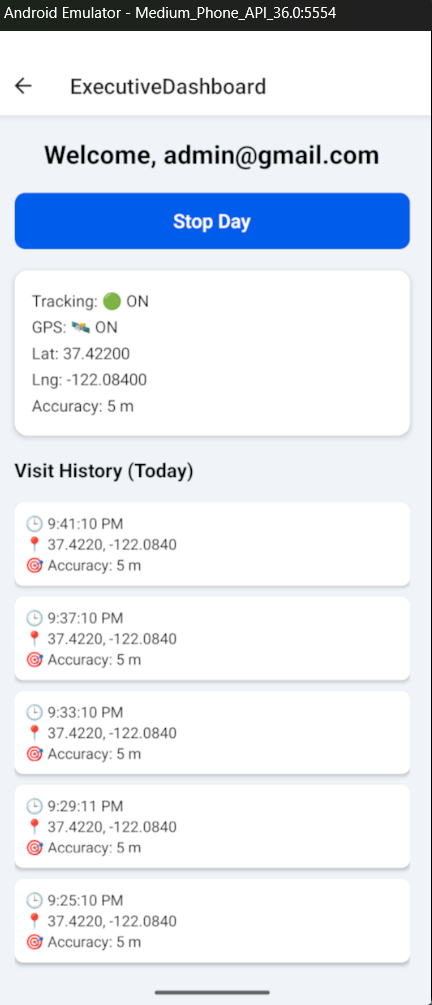 Android Emulator - Medium_Phone_API_36.0:5554
ExecutiveDashboard
Welcome, admin@gmail.com
Stop Day
Tracking: 🟢 ON
GPS: 🛰️ ON
Lat: 37.42200
Lng: -122.08400
Accuracy: 5 m
Visit History (Today)
🕒 9:41:10 PM
📍 37.4220, -122.0840
🎯 Accuracy: 5 m
🕒 9:37:10 PM
📍 37.4220, -122.0840
🎯 Accuracy: 5 m
🕒 9:33:10 PM
📍 37.4220, -122.0840
🎯 Accuracy: 5 m
🕒 9:29:11 PM
📍 37.4220, -122.0840
🎯 Accuracy: 5 m
🕒 9:25:10 PM
📍 37.4220, -122.0840
🎯 Accuracy: 5 m